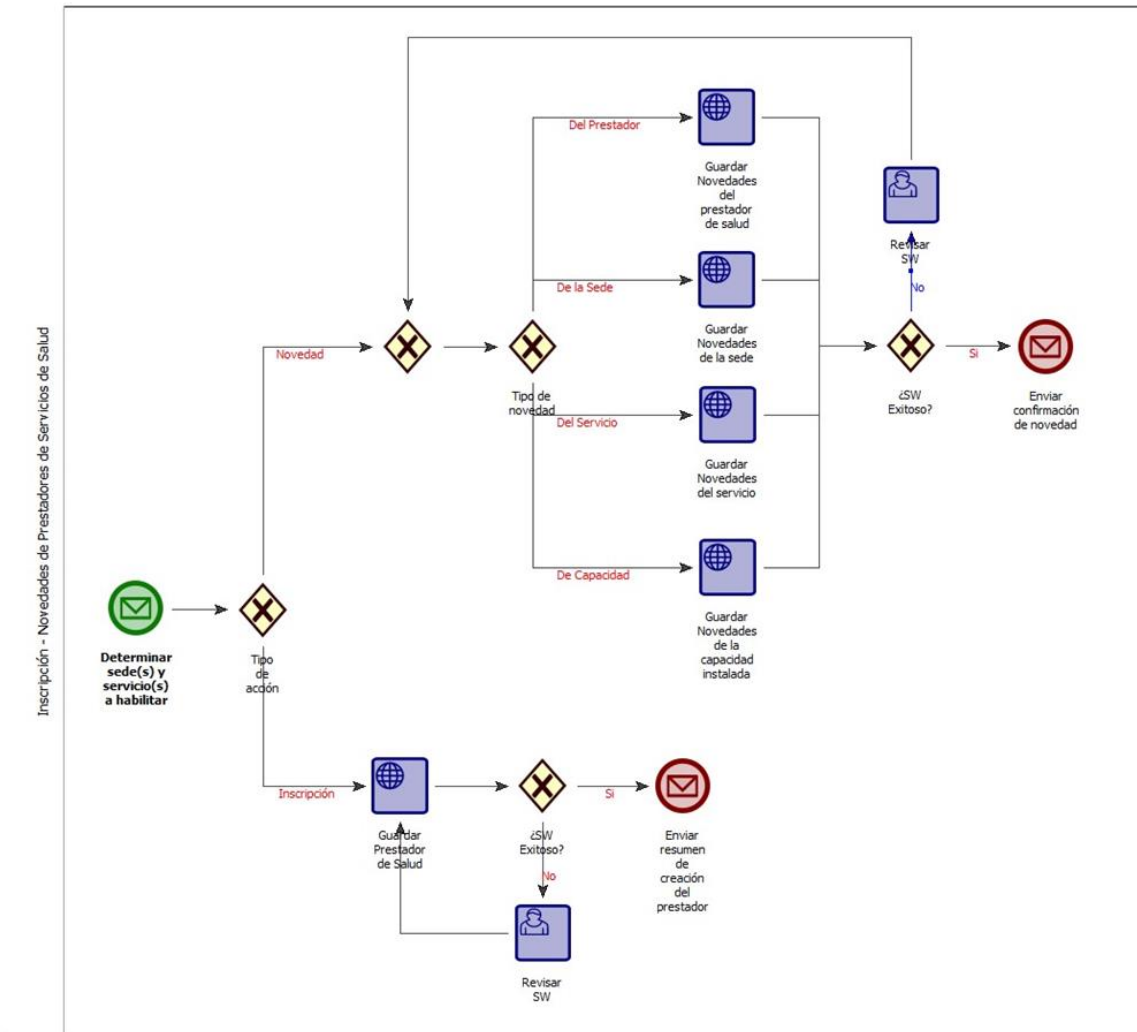 Inscripción - Novedades de Prestadores de Servicios de Salud
Del Prestador
Guardar
Novedades
del
prestador
de salud
Revisar
SW
No
De la Sede
Guardar
Novedades
de la sede
Novedad
Tipo de
novedad
¿SW
Exitoso?
Si
Enviar
confirmación
de novedad
Del Servicio
Guardar
Novedades
del servicio
De Capacidad
Guardar
Novedades
de la
capacidad
instalada
Determinar
sede(s) y
servicio(s)
a habilitar
Tipo
de
acción
Inscripción
Guardar
Prestador
de Salud
¿SW
Exitoso?
Si
No
Enviar
resumen
de
creación
del
prestador
Revisar
SW